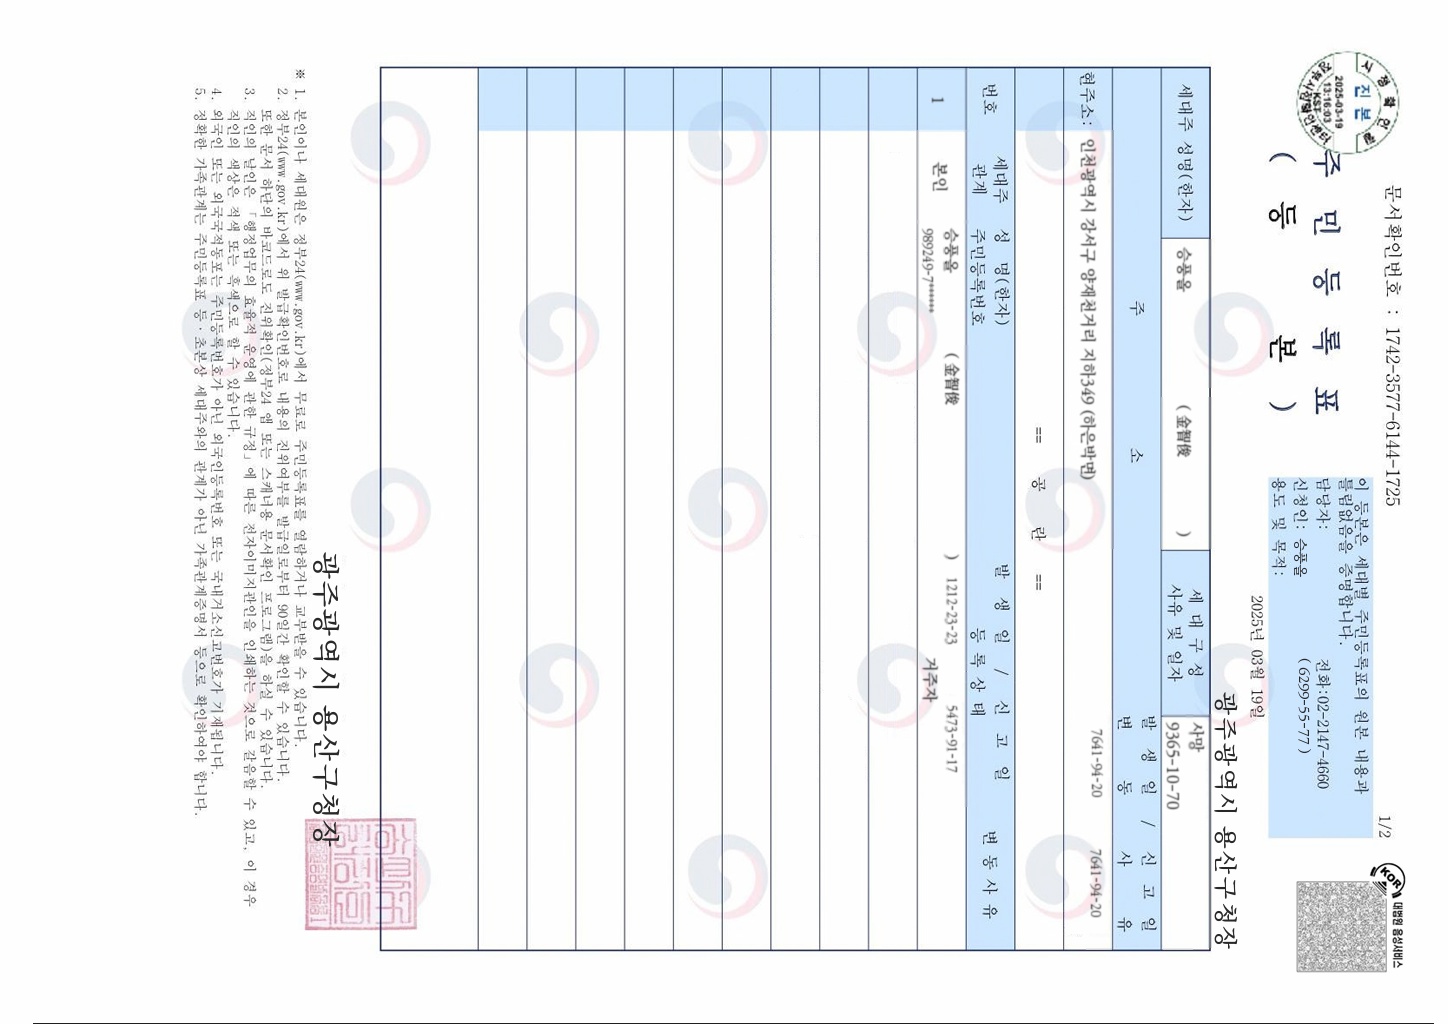 문서확인번호 : 1742-3577-6144-1725
1/2
시점확인필
진본
2025-03-19
13:16:03
KST
주 민 등 록 표
( 등 본 )
이 등본은 세대별 주민등록표의 원본 내용과
틀림없음을 증명합니다.
담당자: 전화:02-2147-4660
신청인: 승풍을 (6299-55-77)
용도 및 목적:
2025년 03월 19일
KOR 대병원 음성서비스
광주광역시 용산구청장
세대주 성명(한자) 승풍을 (金智俊 ) 세 대 구 성 사망
사유 및 일자 9365-10-70
주 소 발 생 일 / 신 고 일
변 동 사 유
현주소: 인천광역시 강서구 양재천거리 지하349 (하은박면) 7641-94-20 7641-94-20
== 공 란 ==
번호 세대주 성 명(한자) 발 생 일 / 신 고 일 변 동 사 유
관계 주민등록번호 등 록 상 태
1 본인 승풍을 (金智俊 ) 1212-23-23 5473-91-17
989249-7****** 거주자
광주광역시 용산구청장
※ 1. 본인이나 세대원은 정부24(www.gov.kr)에서 무료로 주민등록표를 열람하거나 교부받을 수 있습니다.
2. 정부24(www.gov.kr)에서 위 발급확인번호로 내용의 진위여부를 발급일로부터 90일간 확인할 수 있습니다.
또한 문서 하단의 바코드로도 진위확인(정부24 앱 또는 스캐너용 문서확인 프로그램)을 하실 수 있습니다.
3. 직인의 날인은 「행정업무의 효율적 운영에 관한 규정」에 따른 전자이미지관인을 인쇄하는 것으로 갈음할 수 있고, 이 경우
직인의 색상은 적색 또는 흑색으로 할 수 있습니다.
4. 외국인 또는 외국국적동포는 주민등록번호가 아닌 외국인등록번호 또는 국내거소신고번호가 기재됩니다.
5. 정확한 가족관계는 주민등록표 등·초본상 세대주와의 관계가 아닌 가족관계증명서 등으로 확인하여야 합니다.